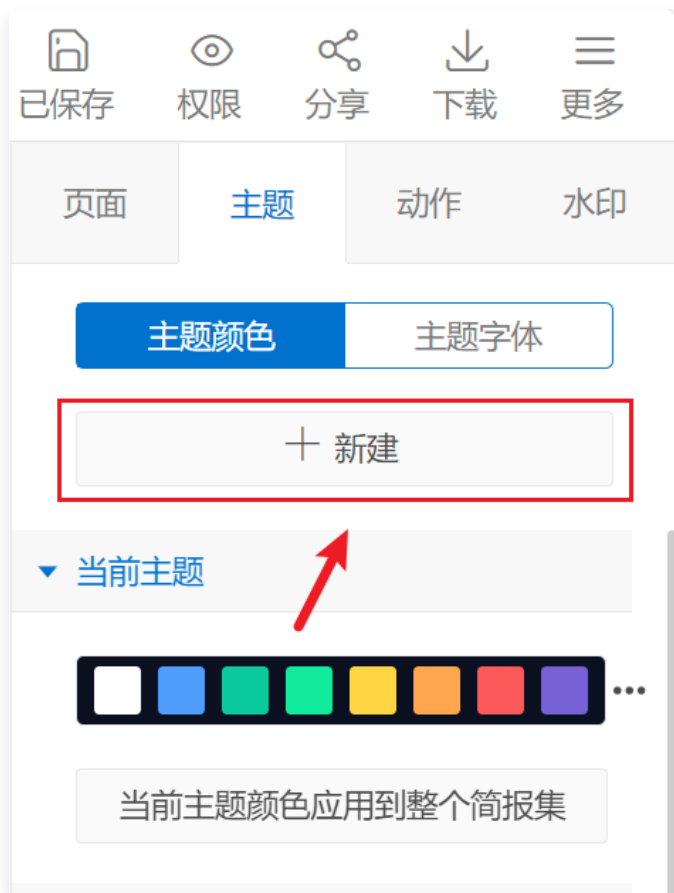 已保存 权限 分享 下载 更多
页面 主题 动作 水印
主题颜色 主题字体
新建
当前主题
当前主题颜色应用到整个简报集